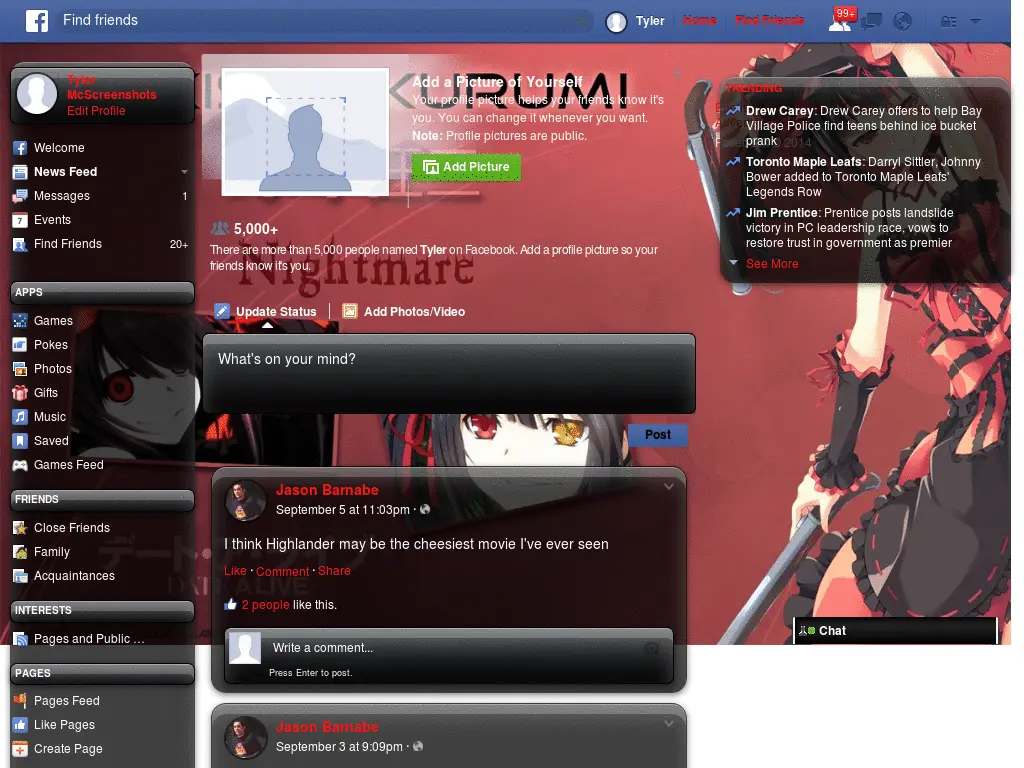 Find friends
Tyler
Home
Find Friends
99+
Tyler
McScreenshots
Edit Profile
Welcome
News Feed
Messages
1
Events
Find Friends
20+
APPS
Games
Pokes
Photos
Gifts
Music
Saved
Games Feed
FRIENDS
Close Friends
Family
Acquaintances
INTERESTS
Pages and Public ...
PAGES
Pages Feed
Like Pages
Create Page
Add a Picture of Yourself
Your profile picture helps your friends know it's
you. You can change it whenever you want.
Note: Profile pictures are public.
Add Picture
5,000+
There are more than 5,000 people named Tyler on Facebook. Add a profile picture so your
friends know it's you.
Nightmare
Update Status
Add Photos/Video
What's on your mind?
Post
Jason Barnabe
September 5 at 11:03pm ·
I think Highlander may be the cheesiest movie I've ever seen
Like · Comment · Share
2 people like this.
Write a comment...
Press Enter to post.
Jason Barnabe
September 3 at 9:09pm ·
TRENDING
Drew Carey: Drew Carey offers to help Bay
Village Police find teens behind ice bucket
prank
Toronto Maple Leafs: Darryl Sittler, Johnny
Bower added to Toronto Maple Leafs'
Legends Row
Jim Prentice: Prentice posts landslide
victory in PC leadership race, vows to
restore trust in government as premier
See More
Chat